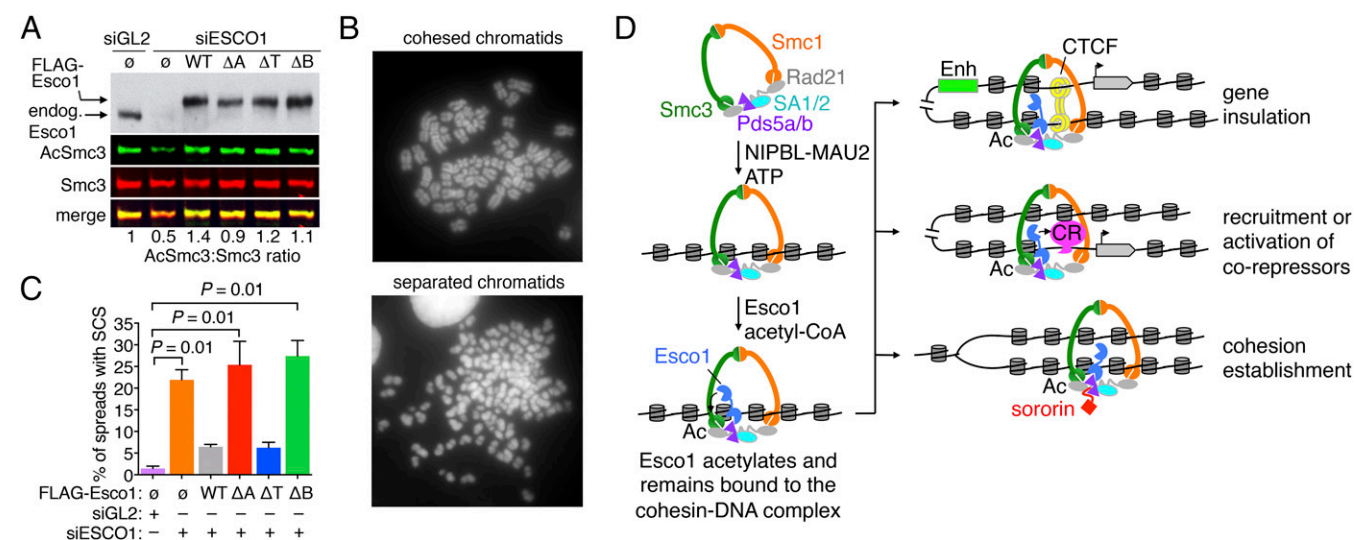 A
siGL2 siESCO1
ø ø WT ΔA ΔT ΔB
FLAG-
Esco1
endog.
Esco1
AcSmc3
Smc3
merge
1 0.5 1.4 0.9 1.2 1.1
AcSmc3:Smc3 ratio
B
cohesed chromatids
separated chromatids
C
P = 0.01
P = 0.01
P = 0.01
% of spreads with SCS
35
30
25
20
15
10
5
0
FLAG-Esco1: ø ø WT ΔA ΔT ΔB
siGL2: + – – – – –
siESCO1: – + + + + +
D
Smc1
Rad21
Smc3
SA1/2
Pds5a/b
NIPBL-MAU2
ATP
Esco1
acetyl-CoA
Esco1
Ac
Esco1 acetylates and
remains bound to the
cohesin-DNA complex
CTCF
Enh
Ac
gene
insulation
CR
Ac
recruitment or
activation of
co-repressors
Ac
sororin
cohesion
establishment